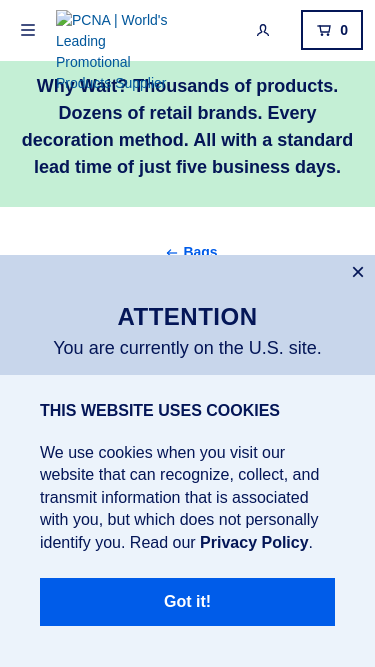 PCNA | World's
Leading
Promotional
Products Supplier
0
Why Wait? Thousands of products.
Dozens of retail brands. Every
decoration method. All with a standard
lead time of just five business days.
← Bags
×
ATTENTION
You are currently on the U.S. site.
THIS WEBSITE USES COOKIES
We use cookies when you visit our
website that can recognize, collect, and
transmit information that is associated
with you, but which does not personally
identify you. Read our Privacy Policy.
Got it!